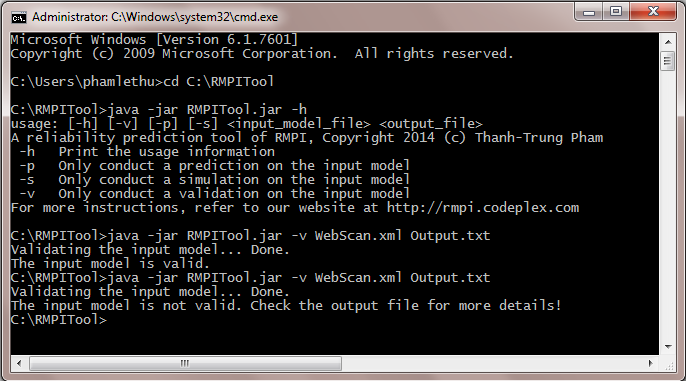 Administrator: C:\Windows\system32\cmd.exe
Microsoft Windows [Version 6.1.7601]
Copyright (c) 2009 Microsoft Corporation.  All rights reserved.
C:\Users\phamlethu>cd C:\RMPITool
C:\RMPITool>java -jar RMPITool.jar -h
usage: [-h] [-v] [-p] [-s] <input_model_file> <output_file>
A reliability prediction tool of RMPI, Copyright 2014 (c) Thanh-Trung Pham
 -h   Print the usage information
 -p   Only conduct a prediction on the input model
 -s   Only conduct a simulation on the input model
 -v   Only conduct a validation on the input model
For more instructions, refer to our website at http://rmpi.codeplex.com
C:\RMPITool>java -jar RMPITool.jar -v WebScan.xml Output.txt
Validating the input model... Done.
The input model is valid.
C:\RMPITool>java -jar RMPITool.jar -v WebScan.xml Output.txt
Validating the input model... Done.
The input model is not valid. Check the output file for more details!
C:\RMPITool>